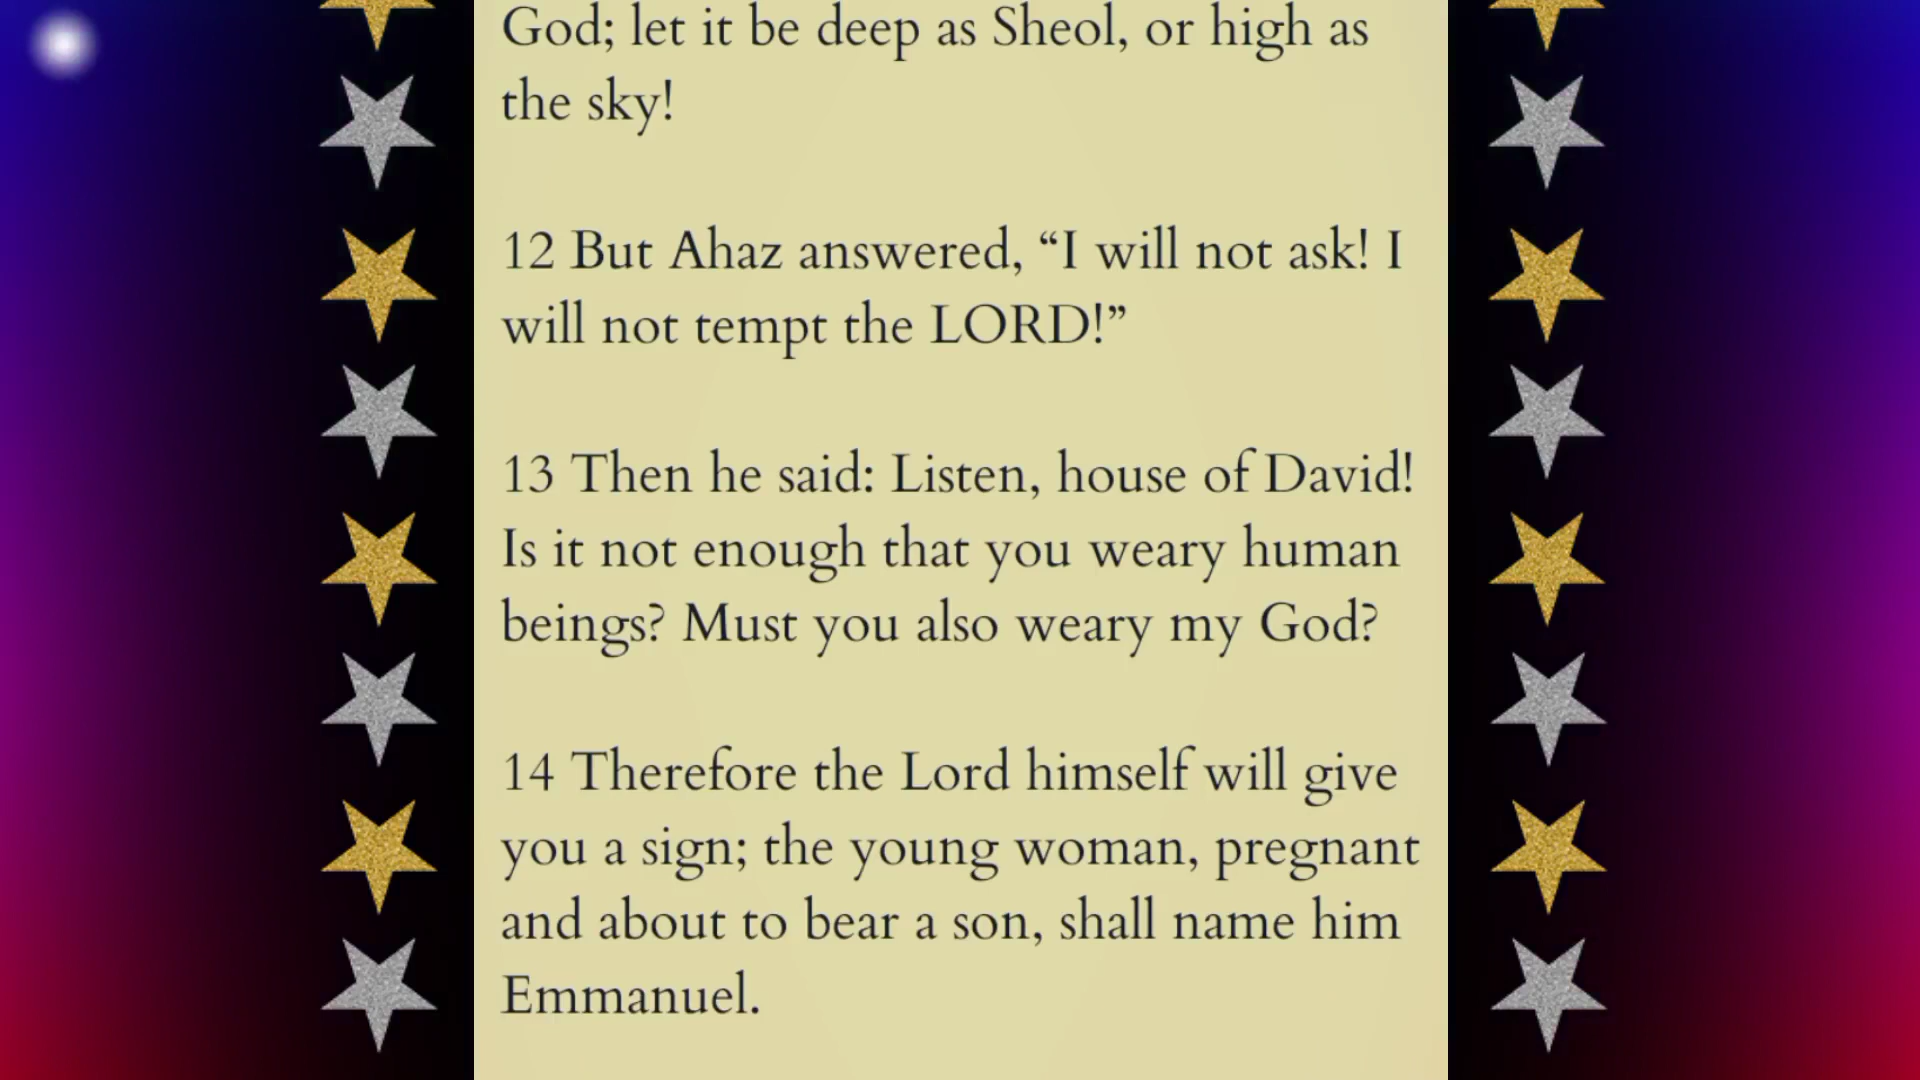 God; let it be deep as Sheol, or high as
the sky!
12 But Ahaz answered, “I will not ask! I
will not tempt the LORD!”
13 Then he said: Listen, house of David!
Is it not enough that you weary human
beings? Must you also weary my God?
14 Therefore the Lord himself will give
you a sign; the young woman, pregnant
and about to bear a son, shall name him
Emmanuel.